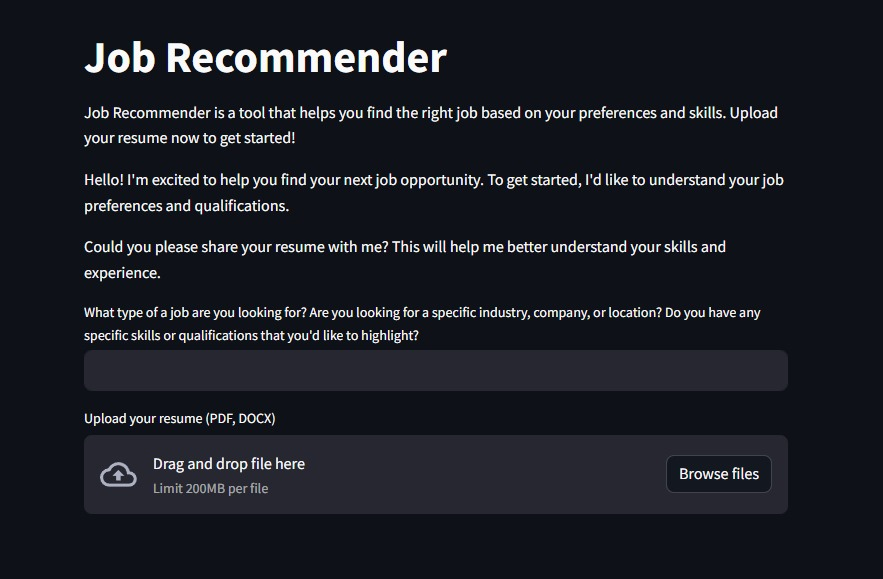 Job Recommender
Job Recommender is a tool that helps you find the right job based on your preferences and skills. Upload
your resume now to get started!
Hello! I'm excited to help you find your next job opportunity. To get started, I'd like to understand your job
preferences and qualifications.
Could you please share your resume with me? This will help me better understand your skills and
experience.
What type of a job are you looking for? Are you looking for a specific industry, company, or location? Do you have any
specific skills or qualifications that you'd like to highlight?
Upload your resume (PDF, DOCX)
Drag and drop file here
Limit 200MB per file
Browse files